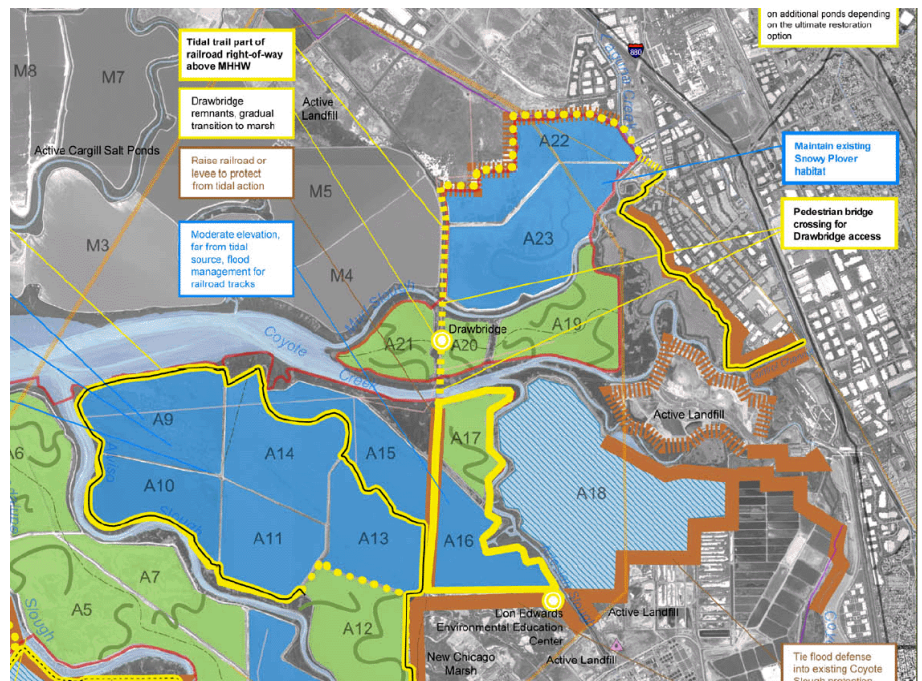 on additional ponds depending
on the ultimate restoration
option
Tidal trail part of
railroad right-of-way
above MHHW
880
M8
M7
Drawbridge
remnants, gradual
transition to marsh
Active
Landfill
A22
Active Cargill Salt Ponds
Maintain existing
Snowy Plover
habitat
Raise railroad or
levee to protect
from tidal action
M5
Pedestrian bridge
crossing for
Drawbridge access
M3
A23
Moderate elevation,
far from tidal
source, flood
management for
railroad tracks
M4
Mud Slough
Coyote
Creek
Drawbridge
A21
A20
A19
A9
A14
A15
A17
Active Landfill
A6
A10
Slough
A18
A11
A13
A16
A7
A5
Slough
A12
Don Edwards
Environmental Education
Center
Active Landfill
New Chicago
Marsh
Active Landfill
Tie flood defense
into existing Coyote